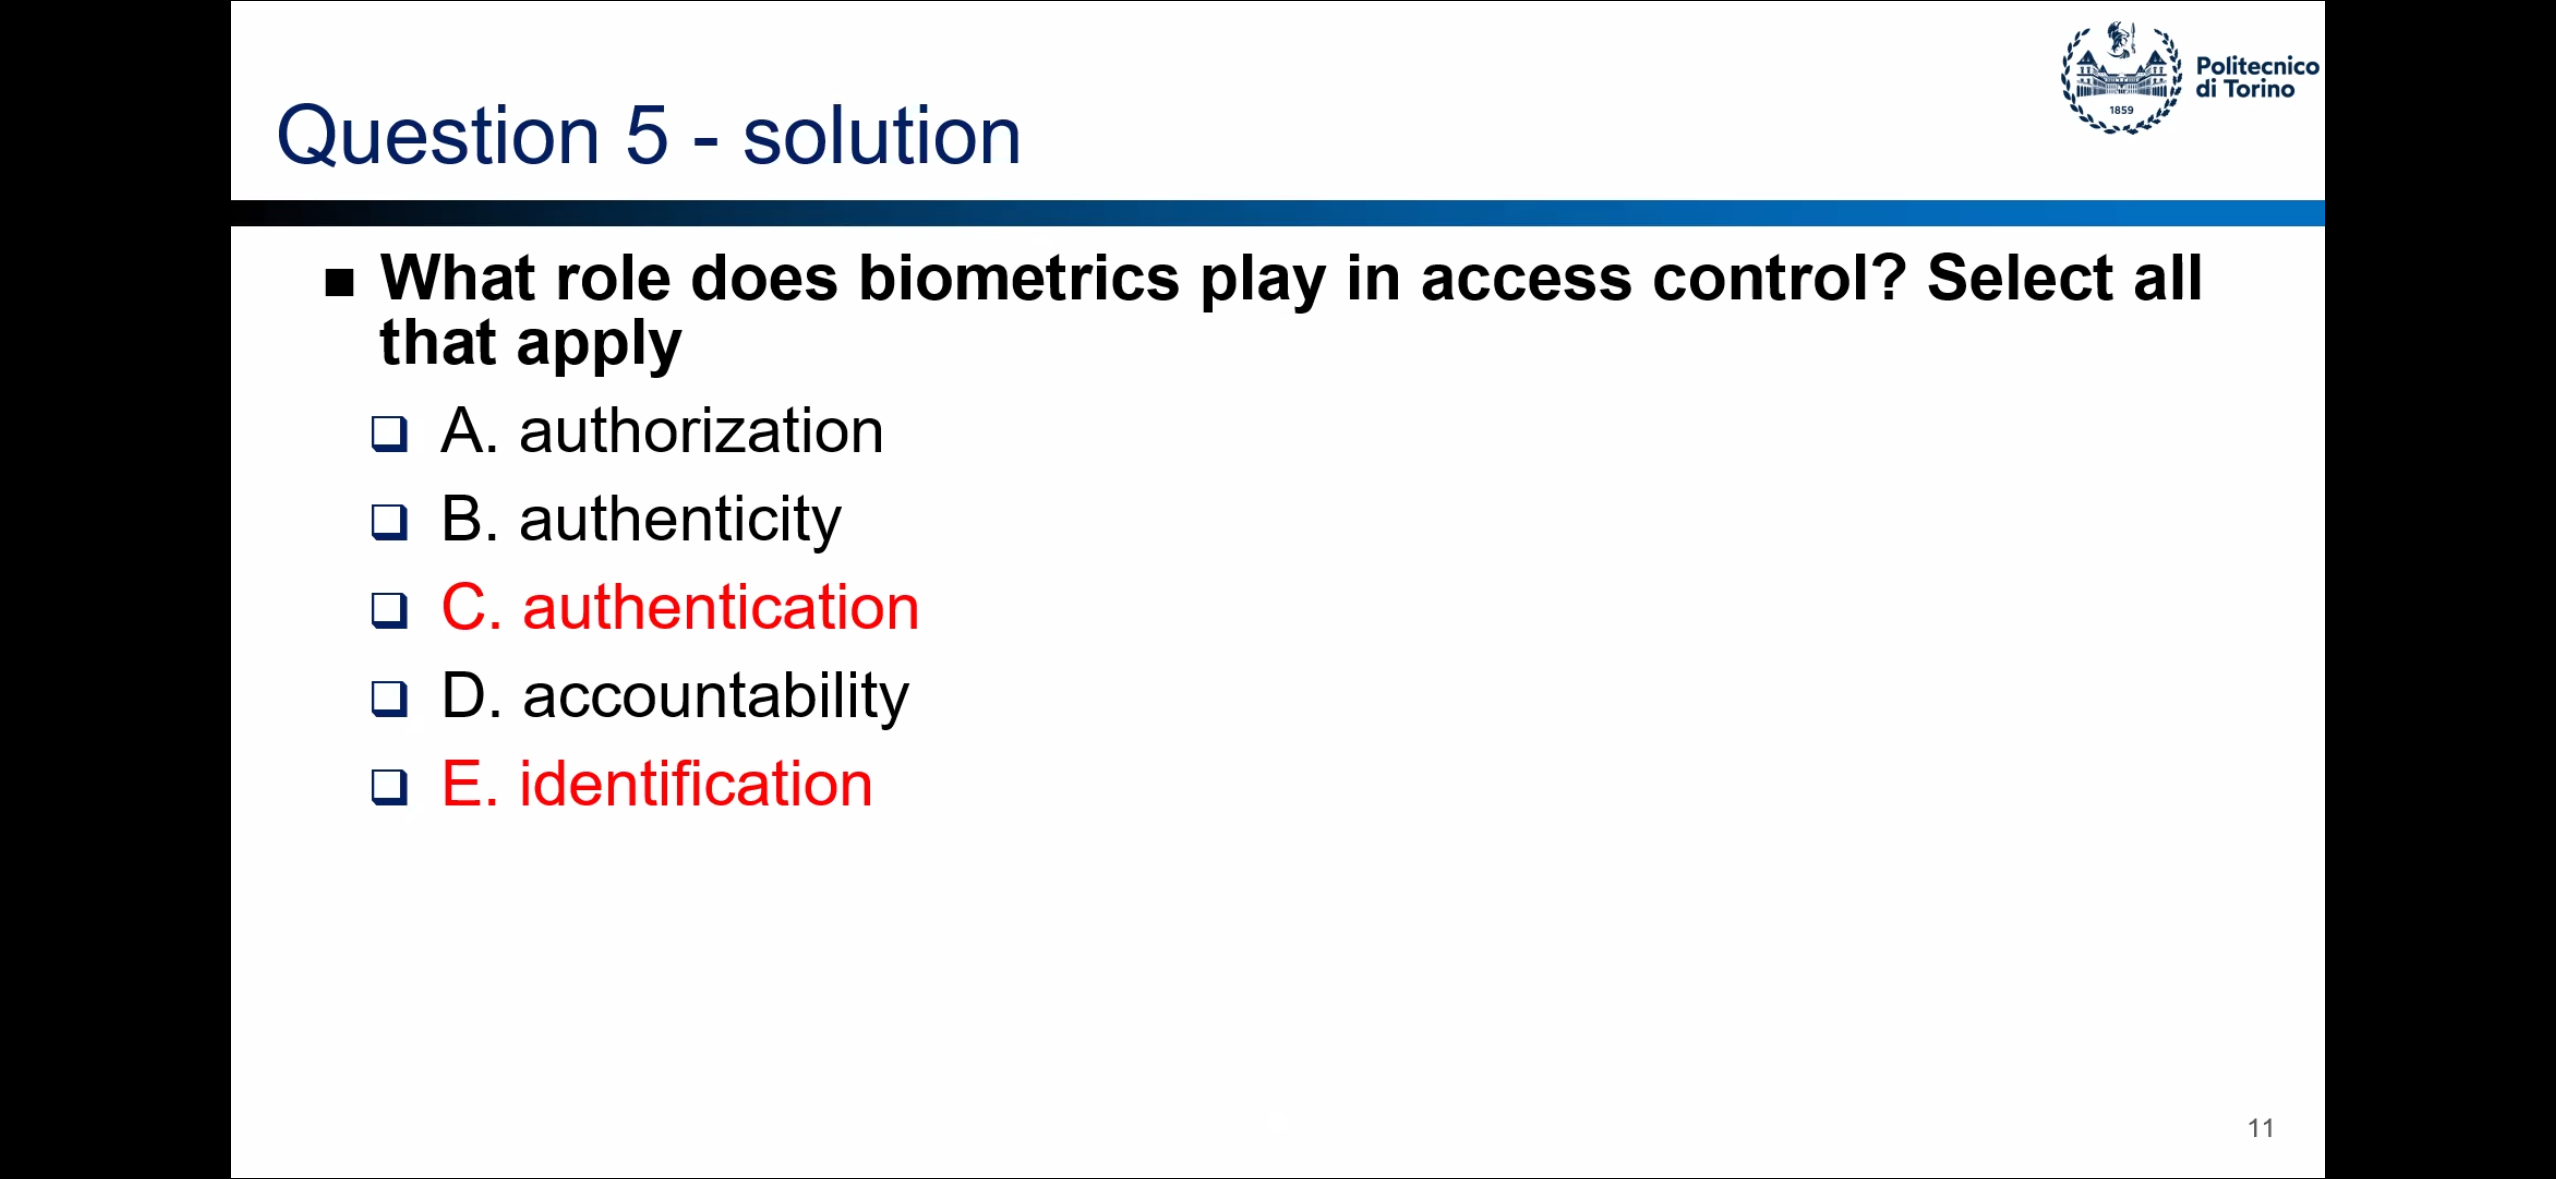 Politecnico
di Torino
1859
Question 5 - solution
■ What role does biometrics play in access control? Select all
that apply
❑ A. authorization
❑ B. authenticity
❑ C. authentication
❑ D. accountability
❑ E. identification
11